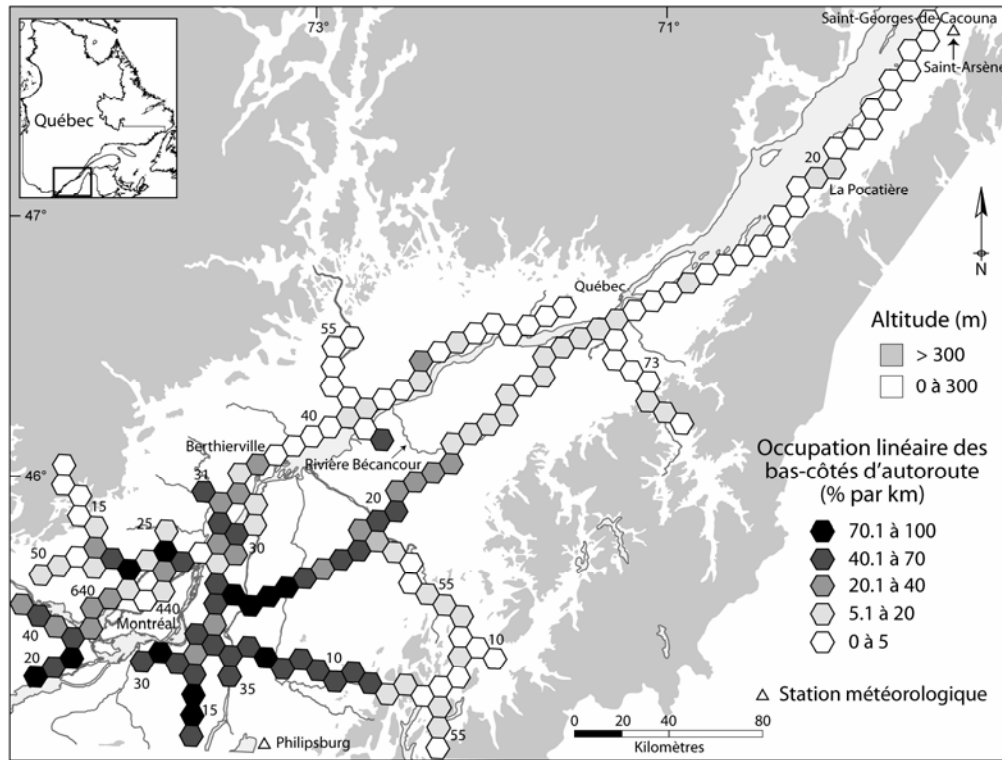 73°
71°
Saint-Georges-de-Cacouna
Saint-Arsène
Québec
20
La Pocatière
47°
N
Québec
55
Altitude (m)
> 300
0 à 300
73
40
Berthierville
Rivière Bécancour
46°
31
20
15
25
30
50
Occupation linéaire des
bas-côtés d'autoroute
(% par km)
70.1 à 100
40.1 à 70
20.1 à 40
5.1 à 20
0 à 5
55
640
440
Montréal
40
10
20
30
35
10
15
Station météorologique
Philipsburg
55
0 20 40 80
Kilomètres